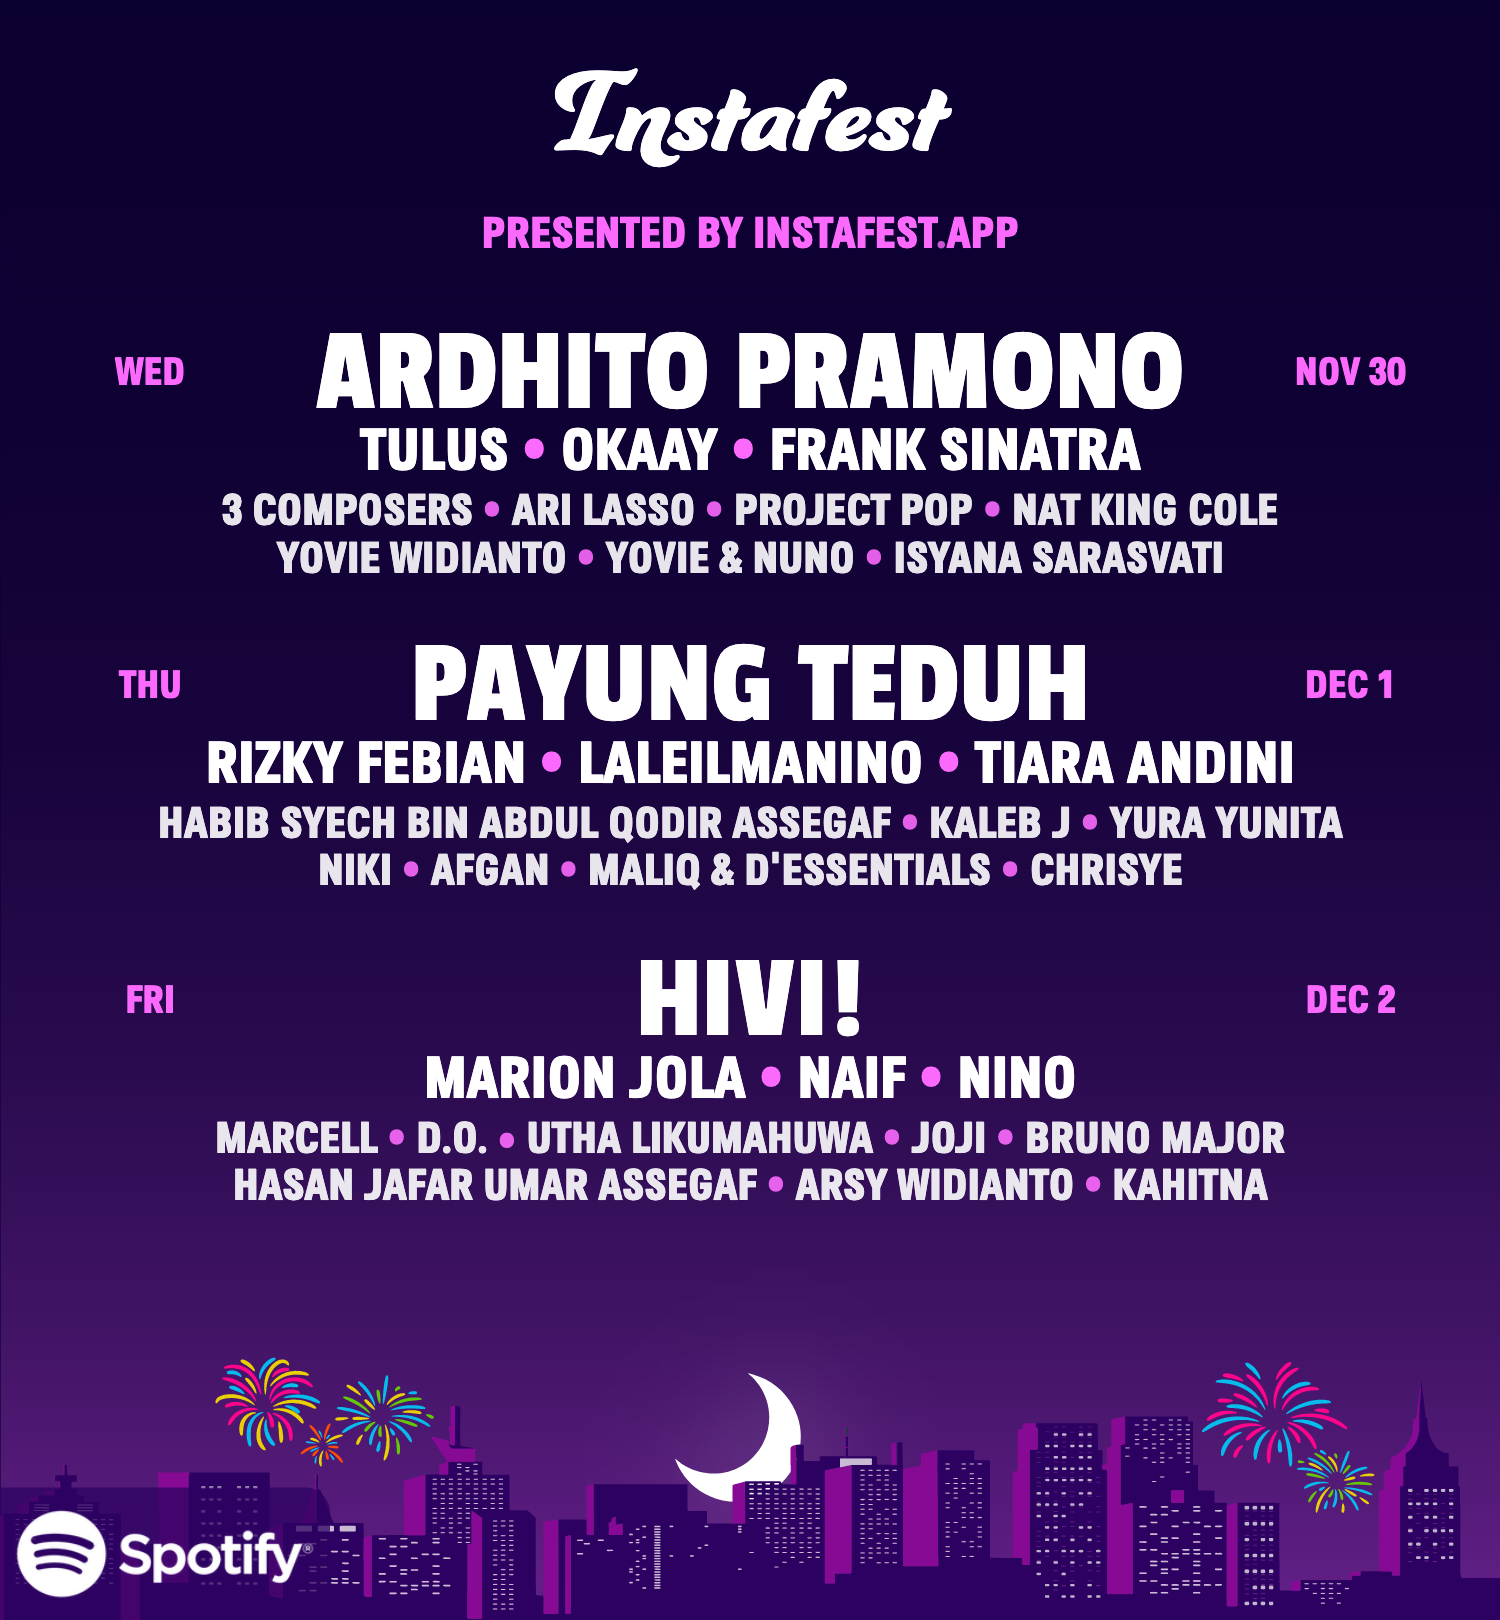 Instafest
PRESENTED BY INSTAFEST.APP
WED
ARDHITO PRAMONO
NOV 30
TULUS • OKAAY • FRANK SINATRA
3 COMPOSERS • ARI LASSO • PROJECT POP • NAT KING COLE
YOVIE WIDIANTO • YOVIE & NUNO • ISYANA SARASVATI
THU
PAYUNG TEDUH
DEC 1
RIZKY FEBIAN • LALEILMANINO • TIARA ANDINI
HABIB SYECH BIN ABDUL QODIR ASSEGAF • KALEB J • YURA YUNITA
NIKI • AFGAN • MALIQ & D'ESSENTIALS • CHRISYE
FRI
HIVI!
DEC 2
MARION JOLA • NAIF • NINO
MARCELL • D.O. • UTHA LIKUMAHUWA • JOJI • BRUNO MAJOR
HASAN JAFAR UMAR ASSEGAF • ARSY WIDIANTO • KAHITNA
Spotify®